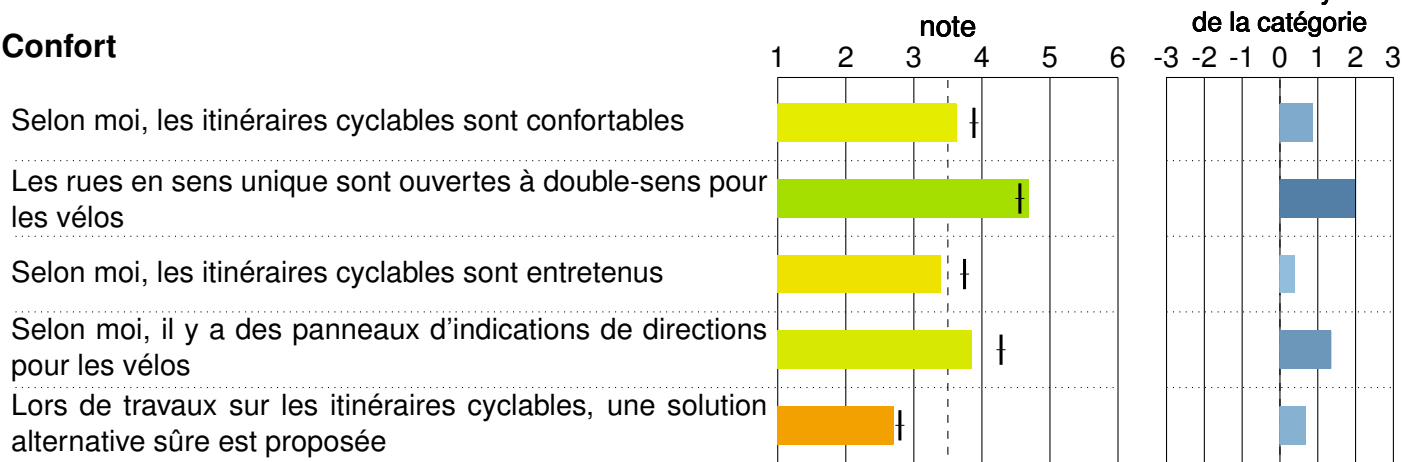 note
de la catégorie
Confort
1 2 3 4 5 6
-3 -2 -1 0 1 2 3
Selon moi, les itinéraires cyclables sont confortables
Les rues en sens unique sont ouvertes à double-sens pour
les vélos
Selon moi, les itinéraires cyclables sont entretenus
Selon moi, il y a des panneaux d'indications de directions
pour les vélos
Lors de travaux sur les itinéraires cyclables, une solution
alternative sûre est proposée